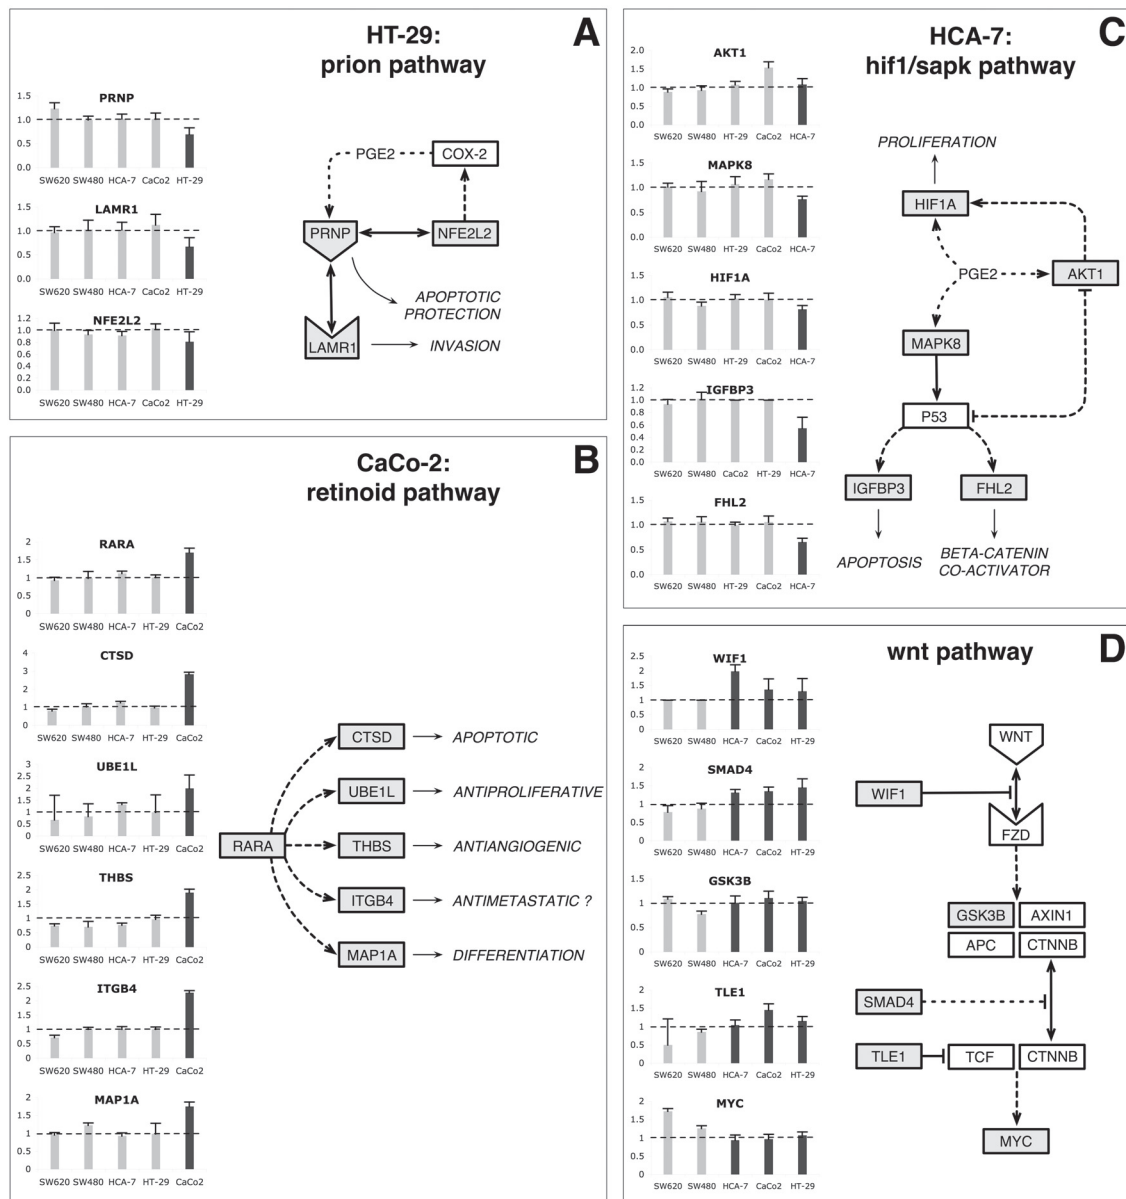 A
HT-29:
prion pathway
PRNP
1.5
1.0
0.5
0.0
SW620 SW480 HCA-7 CaCo2 HT-29
LAMR1
1.5
1.0
0.5
0.0
SW620 SW480 HCA-7 CaCo2 HT-29
NFE2L2
1.2
1.0
0.8
0.6
0.4
0.2
0.0
SW620 SW480 HCA-7 CaCo2 HT-29
PGE2 COX-2
PRNP NFE2L2
APOPTOTIC
PROTECTION
LAMR1 INVASION
B
CaCo-2:
retinoid pathway
RARA
2
1.5
1
0.5
0
SW620 SW480 HCA-7 HT-29 CaCo2
CTSD
4
3
2
1
0
SW620 SW480 HCA-7 HT-29 CaCo2
UBE1L
3
2.5
2
1.5
1
0.5
0
SW620 SW480 HCA-7 HT-29 CaCo2
THBS
2.5
2
1.5
1
0.5
0
SW620 SW480 HCA-7 HT-29 CaCo2
ITGB4
2.5
2
1.5
1
0.5
0
SW620 SW480 HCA-7 HT-29 CaCo2
MAP1A
2
1.5
1
0.5
0
SW620 SW480 HCA-7 HT-29 CaCo2
CTSD APOPTOTIC
UBE1L ANTIPROLIFERATIVE
RARA THBS ANTIANGIOGENIC
ITGB4 ANTIMETASTATIC ?
MAP1A DIFFERENTIATION
C
HCA-7:
hif1/sapk pathway
AKT1
2.0
1.5
1.0
0.5
0.0
SW620 SW480 HT-29 CaCo2 HCA-7
MAPK8
1.5
1.0
0.5
0.0
SW620 SW480 HT-29 CaCo2 HCA-7
HIF1A
1.5
1.0
0.5
0.0
SW620 SW480 HT-29 CaCo2 HCA-7
IGFBP3
1.2
1.0
0.8
0.6
0.4
0.2
0.0
SW620 SW480 CaCo2 HT-29 HCA-7
FHL2
1.5
1.0
0.5
0.0
SW620 SW480 HT-29 CaCo2 HCA-7
PROLIFERATION
HIF1A
PGE2 AKT1
MAPK8
P53
IGFBP3 FHL2
APOPTOSIS BETA-CATENIN
CO-ACTIVATOR
D
wnt pathway
WIF1
2.5
2
1.5
1
0.5
0
SW620 SW480 HCA-7 CaCo2 HT-29
SMAD4
2
1.5
1
0.5
0
SW620 SW480 HCA-7 CaCo2 HT-29
GSK3B
1.5
1
0.5
0
SW620 SW480 HCA-7 CaCo2 HT-29
TLE1
2
1.5
1
0.5
0
SW620 SW480 HCA-7 CaCo2 HT-29
MYC
2
1.5
1
0.5
0
SW620 SW480 HCA-7 CaCo2 HT-29
WNT
WIF1
FZD
GSK3B AXIN1
APC CTNNB
SMAD4
TLE1 TCF CTNNB
MYC